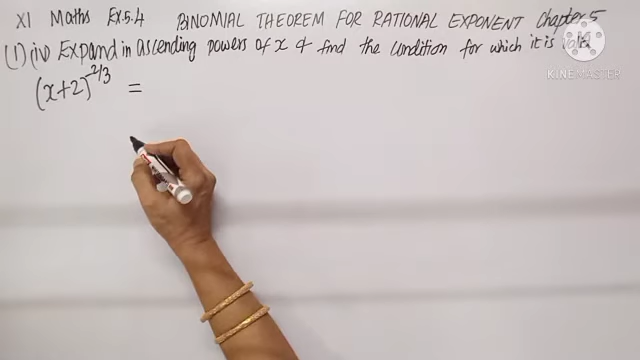 XI Maths Ex.5.4 BINOMIAL THEOREM FOR RATIONAL EXPONENT Chapter 5
(1) (iv) Expand in ascending powers of x & find the condition for which it is valid
(x+2)^{-2/3} =
KINEMASTER